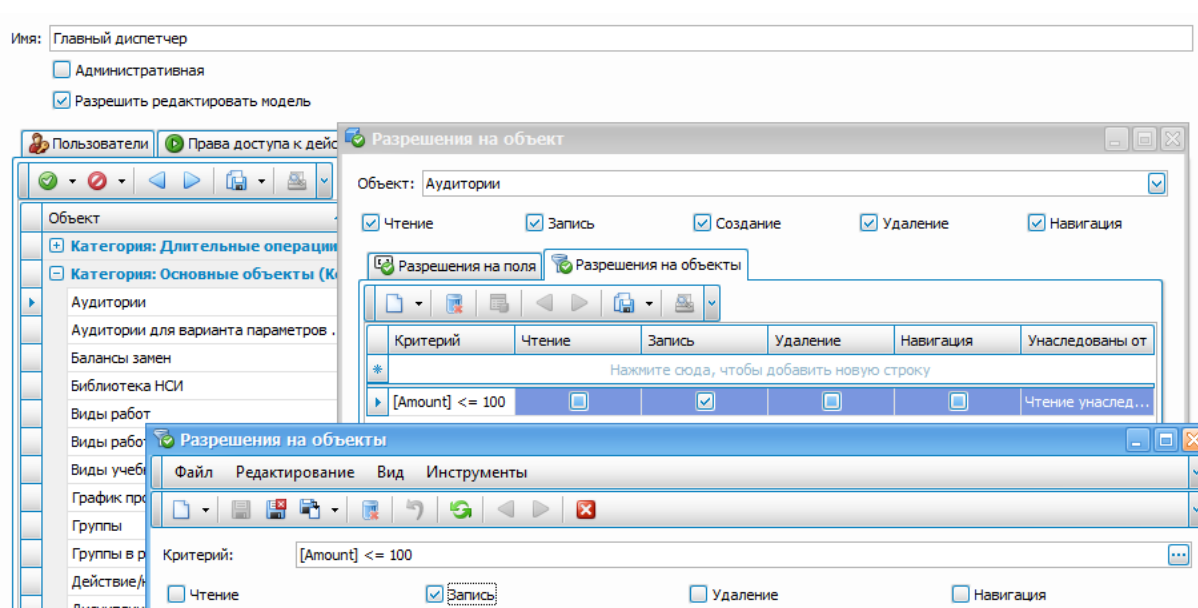 Имя: Главный диспетчер
Административная
Разрешить редактировать модель
Пользователи Права доступа к дейс
Объект
Категория: Длительные операции
Категория: Основные объекты (К
Аудитории
Аудитории для варианта параметров .
Балансы замен
Библиотека НСИ
Виды работ
Виды рабо
Виды учеб
График про
Группы
Группы в р
Действие/
Разрешения на объект
Объект: Аудитории
Чтение Запись Создание Удаление Навигация
Разрешения на поля Разрешения на объекты
Критерий Чтение Запись Удаление Навигация Унаследованы от
Нажмите сюда, чтобы добавить новую строку
[Amount] <= 100 Чтение унаслед...
Разрешения на объекты
Файл Редактирование Вид Инструменты
Критерий: [Amount] <= 100
Чтение Запись Удаление Навигация